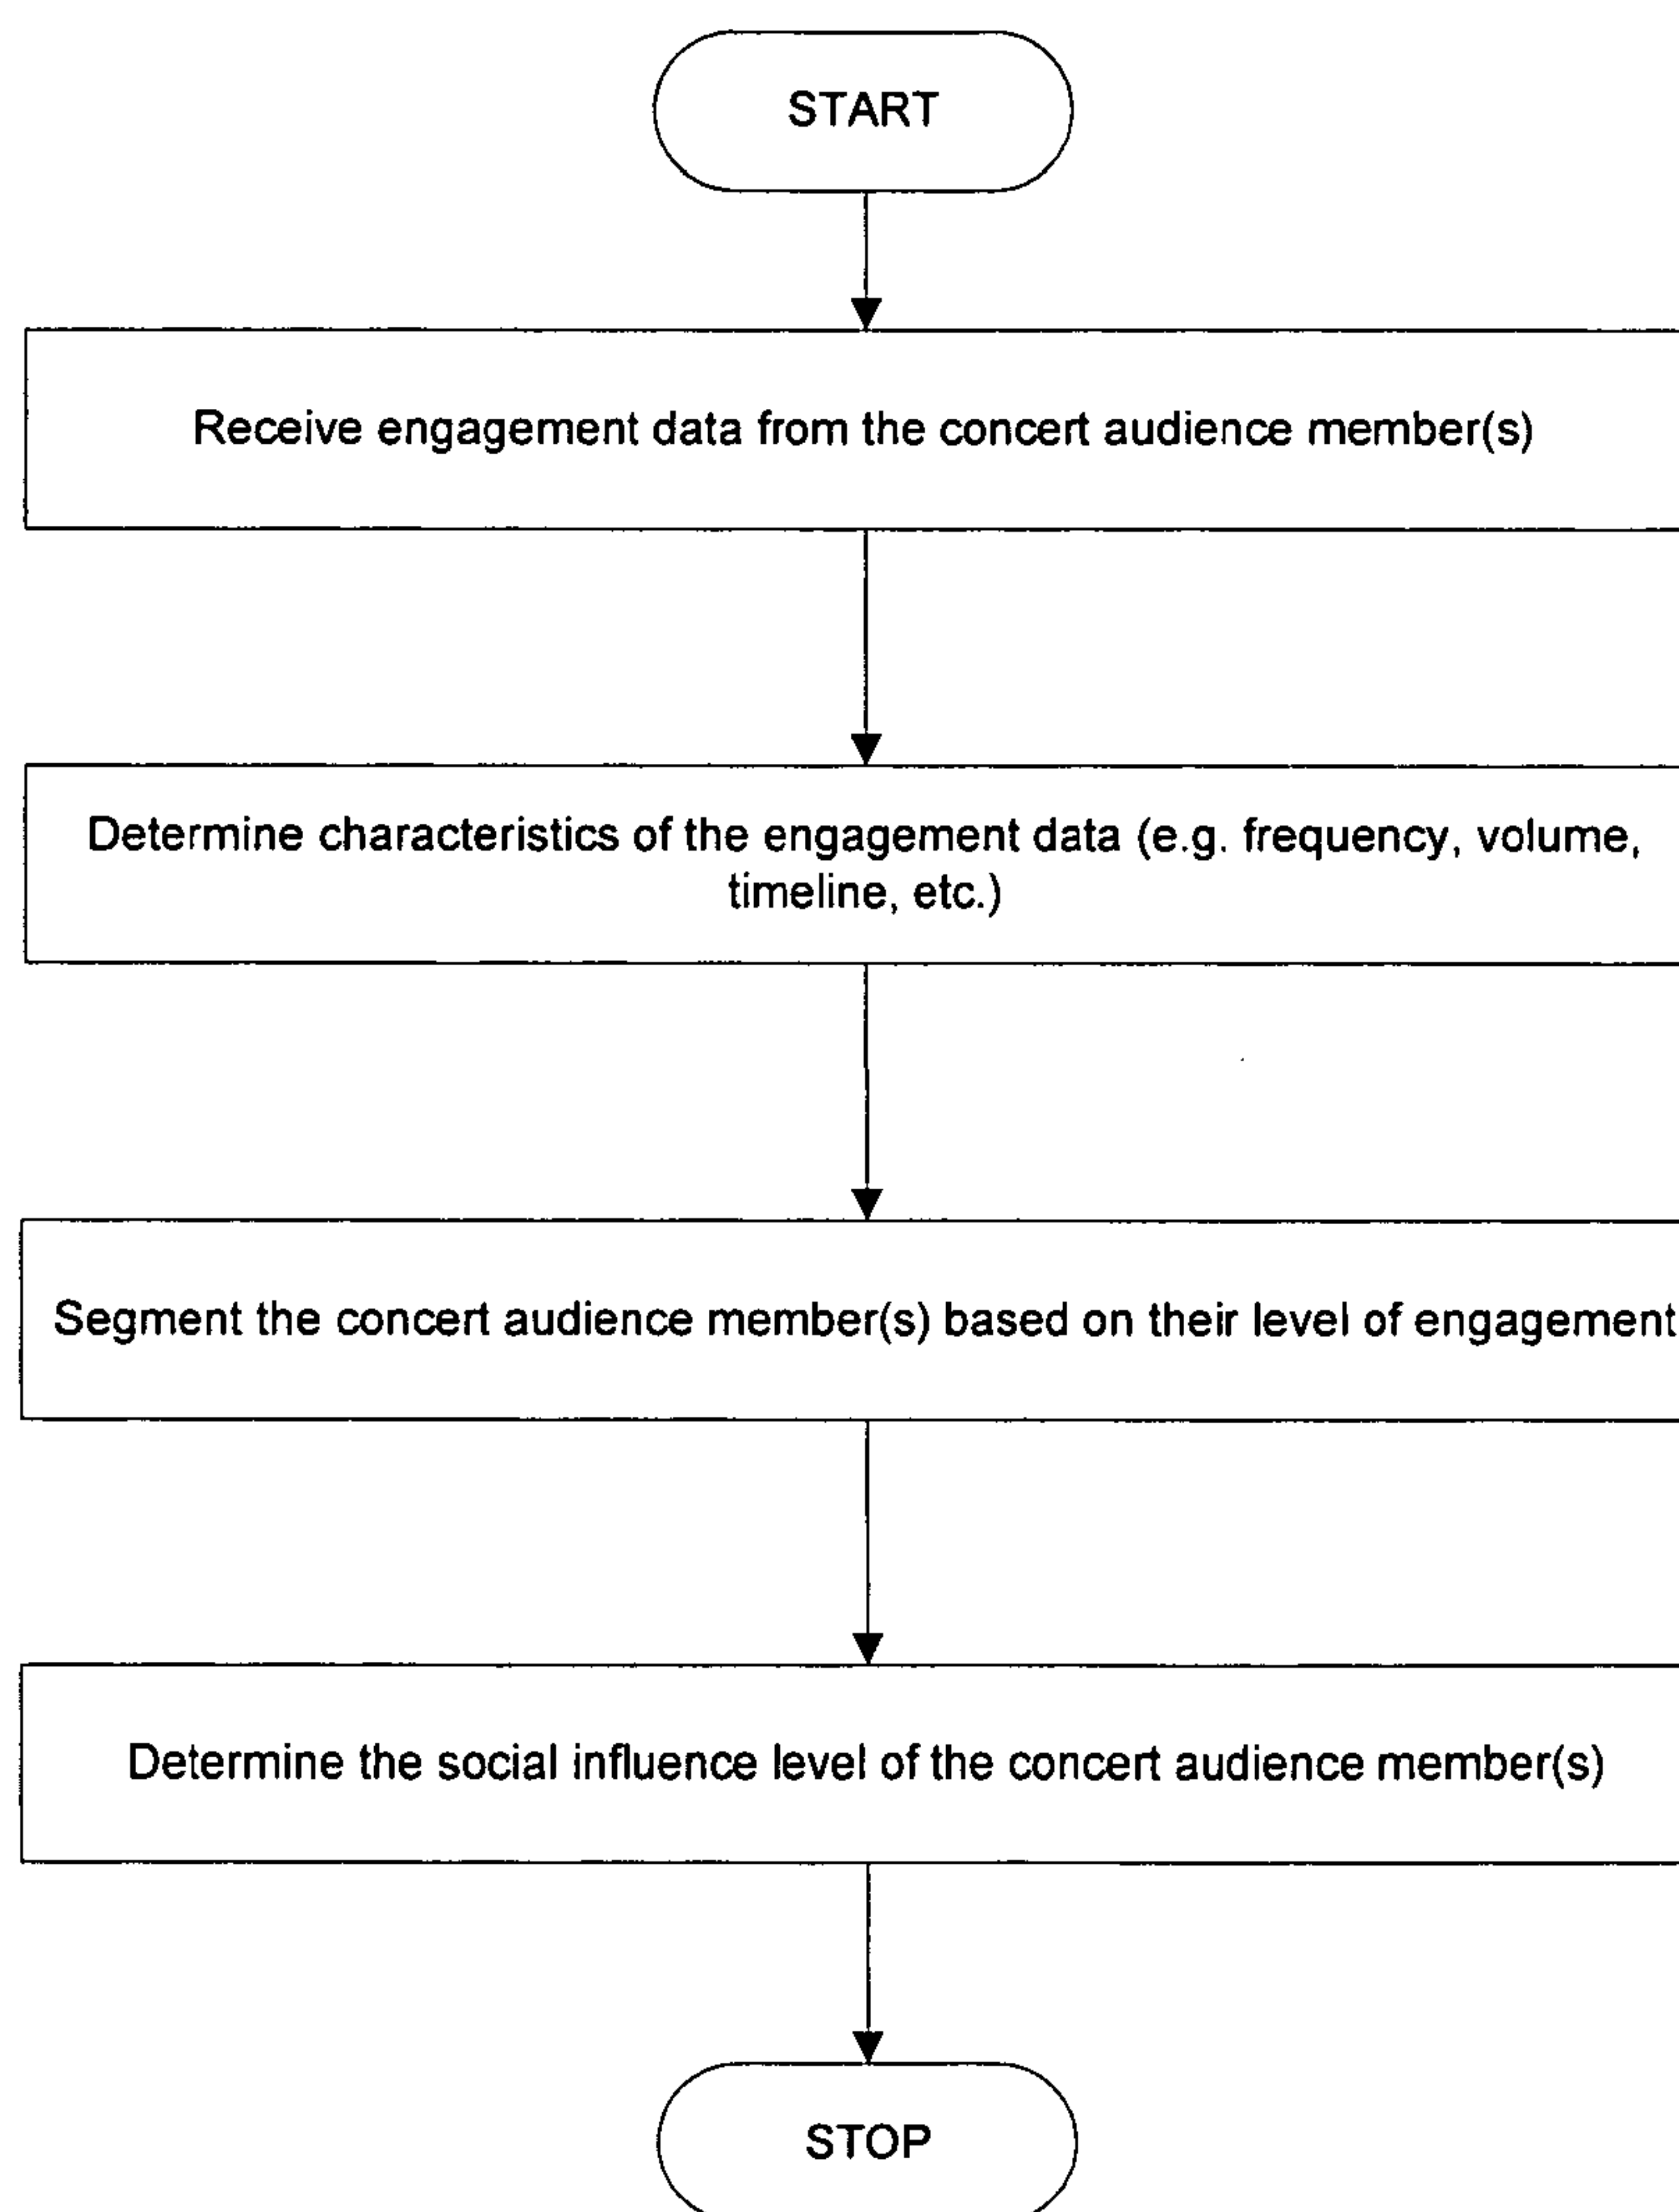 START
Receive engagement data from the concert audience member(s)
Determine characteristics of the engagement data (e.g. frequency, volume,
timeline, etc.)
Segment the concert audience member(s) based on their level of engagement
Determine the social influence level of the concert audience member(s)
STOP